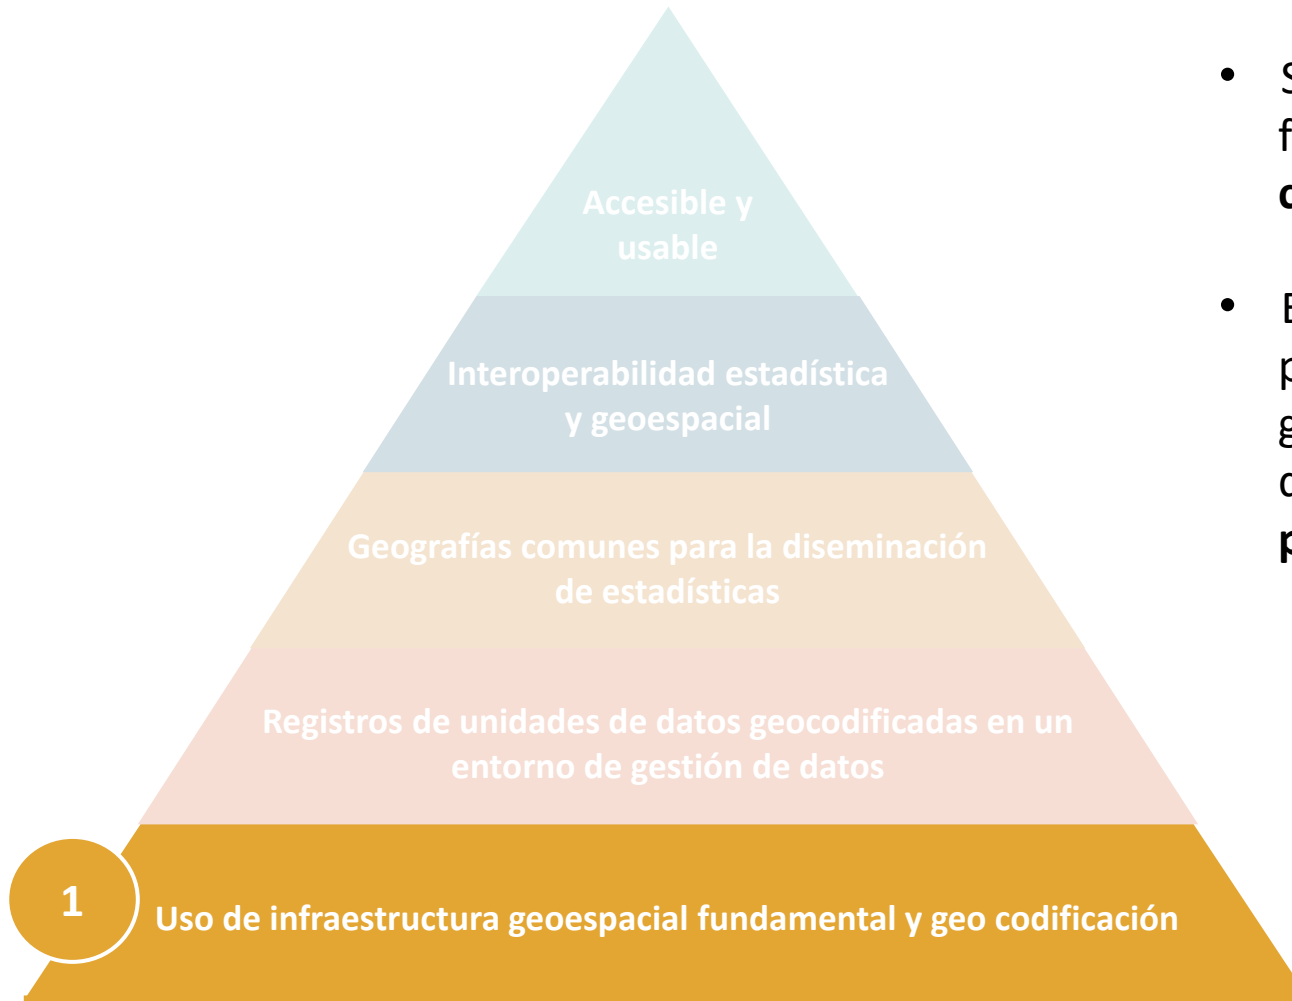 Accesible y
usable
Interoperabilidad estadística
y geoespacial
Geografías comunes para la diseminación
de estadísticas
Registros de unidades de datos geocodificadas en un
entorno de gestión de datos
1
Uso de infraestructura geoespacial fundamental y geo codificación